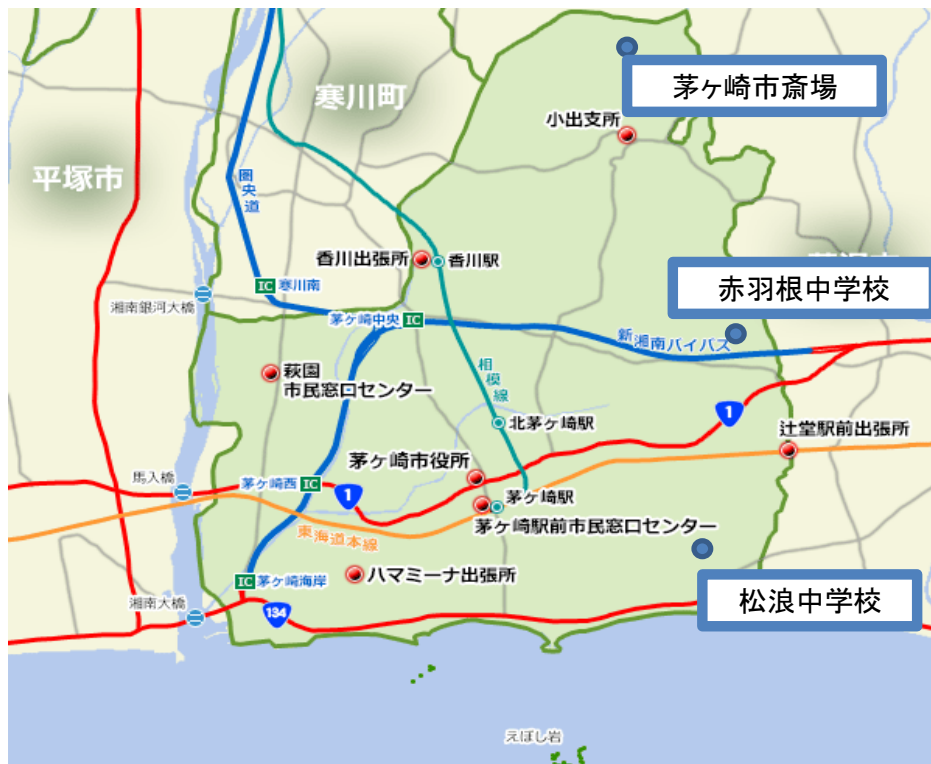 寒川町
茅ヶ崎市斎場
小出支所
平塚市
圏央道
香川出張所
香川駅
IC 寒川南
赤羽根中学校
湘南銀河大橋
茅ヶ崎中央 IC
新湘南バイパス
相模線
萩園
市民窓口センター
1
北茅ヶ崎駅
辻堂駅前出張所
茅ヶ崎市役所
馬入橋
茅ヶ崎西 IC
1
茅ヶ崎駅
茅ヶ崎駅前市民窓口センター
東海道本線
IC 茅ヶ崎海岸
ハマミーナ出張所
松浪中学校
湘南大橋
134
えぼし岩